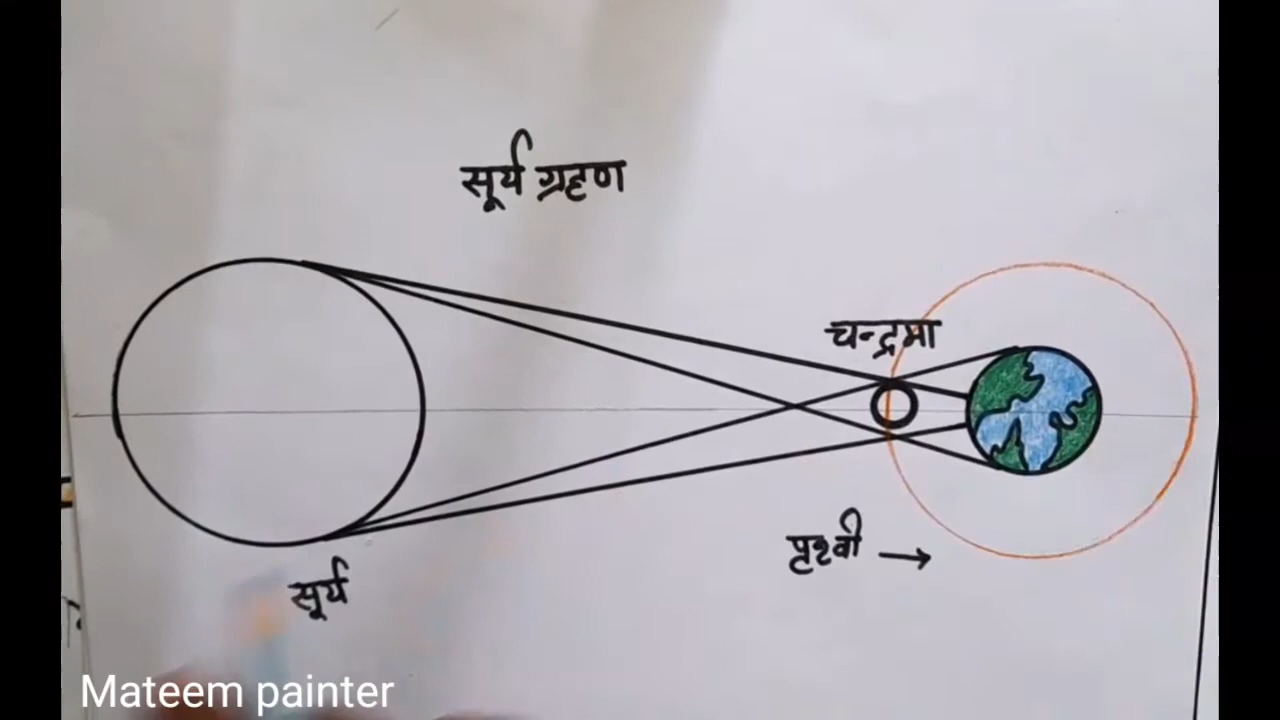 सूर्य ग्रहण
चन्द्रमा
पृथ्वी
सूर्य
Mateem painter